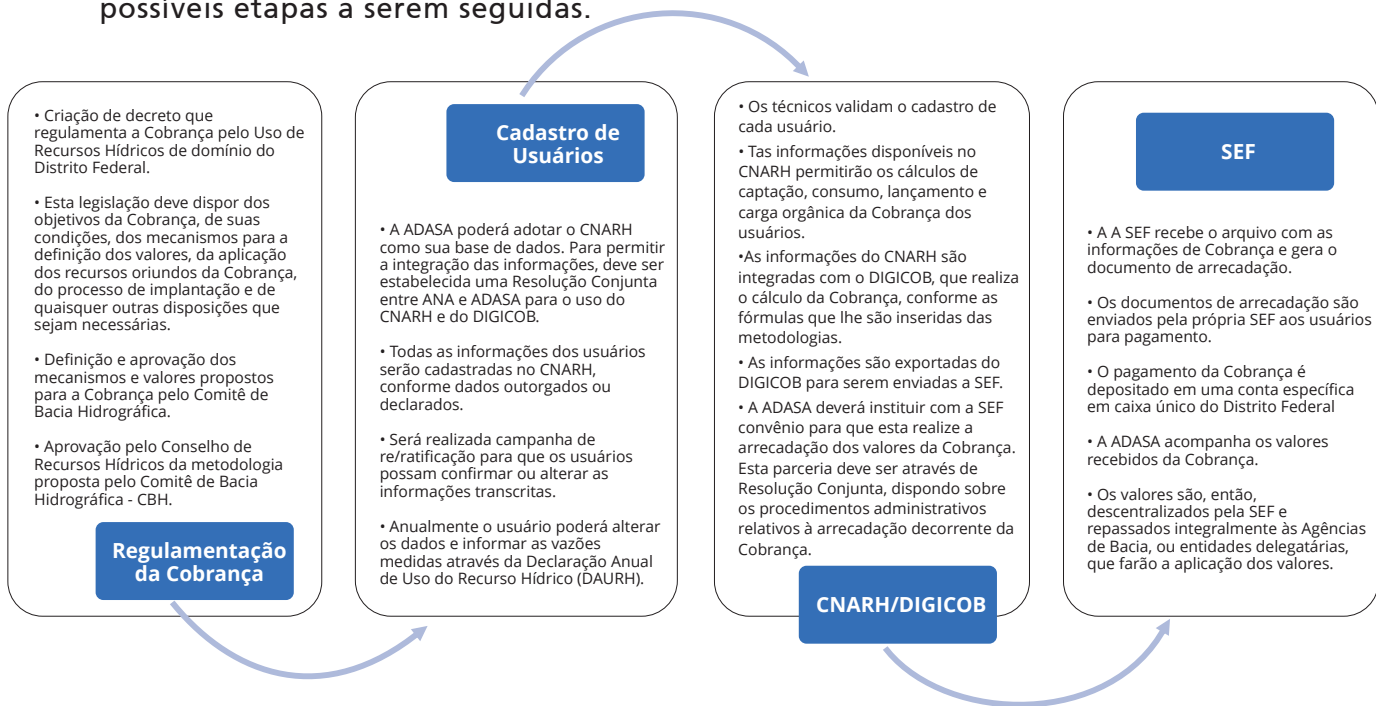 possíveis etapas a serem seguidas.
• Criação de decreto que
regulamenta a Cobrança pelo Uso de
Recursos Hídricos de domínio do
Distrito Federal.
• Esta legislação deve dispor dos
objetivos da Cobrança, de suas
condições, dos mecanismos para a
definição dos valores, da aplicação
dos recursos oriundos da Cobrança,
do processo de implantação e de
quaisquer outras disposições que
sejam necessárias.
• Definição e aprovação dos
mecanismos e valores propostos
para a Cobrança pelo Comitê de
Bacia Hidrográfica.
• Aprovação pelo Conselho de
Recursos Hídricos da metodologia
proposta pelo Comitê de Bacia
Hidrográfica - CBH.
Regulamentação
da Cobrança
Cadastro de
Usuários
• A ADASA poderá adotar o CNARH
como sua base de dados. Para permitir
a integração das informações, deve ser
estabelecida uma Resolução Conjunta
entre ANA e ADASA para o uso do
CNARH e do DIGICOB.
• Todas as informações dos usuários
serão cadastradas no CNARH,
conforme dados outorgados ou
declarados.
• Será realizada campanha de
re/ratificação para que os usuários
possam confirmar ou alterar as
informações transcritas.
• Anualmente o usuário poderá alterar
os dados e informar as vazões
medidas através da Declaração Anual
de Uso do Recurso Hídrico (DAURH).
• Os técnicos validam o cadastro de
cada usuário.
• Tas informações disponíveis no
CNARH permitirão os cálculos de
captação, consumo, lançamento e
carga orgânica da Cobrança dos
usuários.
•As informações do CNARH são
integradas com o DIGICOB, que realiza
o cálculo da Cobrança, conforme as
fórmulas que lhe são inseridas das
metodologias.
• As informações são exportadas do
DIGICOB para serem enviadas a SEF.
• A ADASA deverá instituir com a SEF
convênio para que esta realize a
arrecadação dos valores da Cobrança.
Esta parceria deve ser através de
Resolução Conjunta, dispondo sobre
os procedimentos administrativos
relativos à arrecadação decorrente da
Cobrança.
CNARH/DIGICOB
SEF
• A A SEF recebe o arquivo com as
informações de Cobrança e gera o
documento de arrecadação.
• Os documentos de arrecadação são
enviados pela própria SEF aos usuários
para pagamento.
• O pagamento da Cobrança é
depositado em uma conta específica
em caixa único do Distrito Federal
• A ADASA acompanha os valores
recebidos da Cobrança.
• Os valores são, então,
descentralizados pela SEF e
repassados integralmente às Agências
de Bacia, ou entidades delegatárias,
que farão a aplicação dos valores.